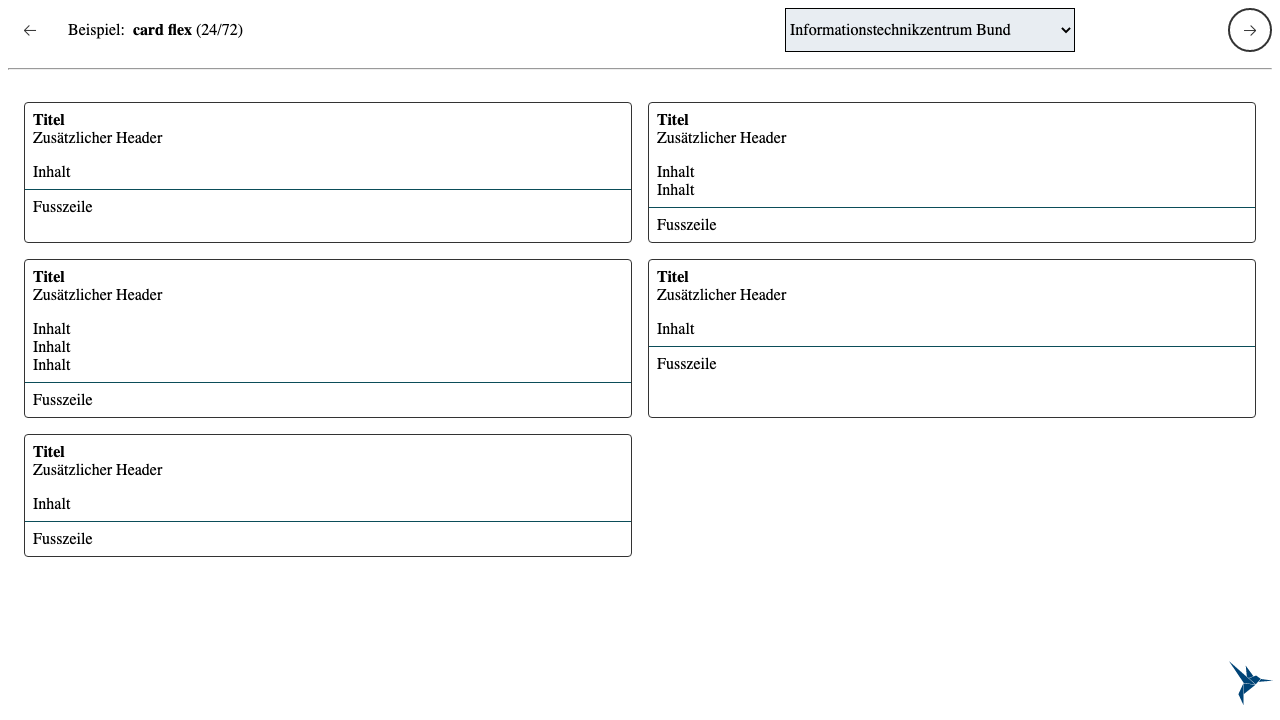 Beispiel: card flex (24/72)
Informationstechnikzentrum Bund
Titel
Zusätzlicher Header
Inhalt
Fusszeile
Titel
Zusätzlicher Header
Inhalt
Inhalt
Fusszeile
Titel
Zusätzlicher Header
Inhalt
Inhalt
Inhalt
Fusszeile
Titel
Zusätzlicher Header
Inhalt
Fusszeile
Titel
Zusätzlicher Header
Inhalt
Fusszeile